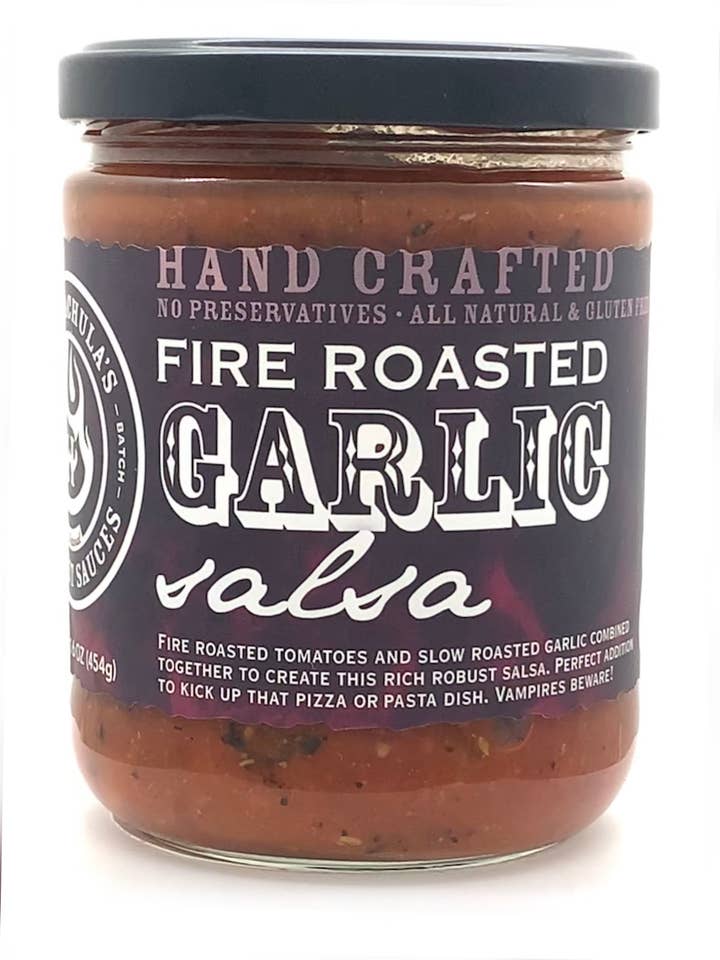 HAND CRAFTED
NO PRESERVATIVES · ALL NATURAL & GLUTEN
FIRE ROASTED
GARLIC
salsa
FIRE ROASTED TOMATOES AND SLOW ROASTED GARLIC COMBINED
TOGETHER TO CREATE THIS RICH ROBUST SALSA. PERFECT ADDITION
TO KICK UP THAT PIZZA OR PASTA DISH. VAMPIRES BEWARE!
BATCH
SAUCES
(454g)